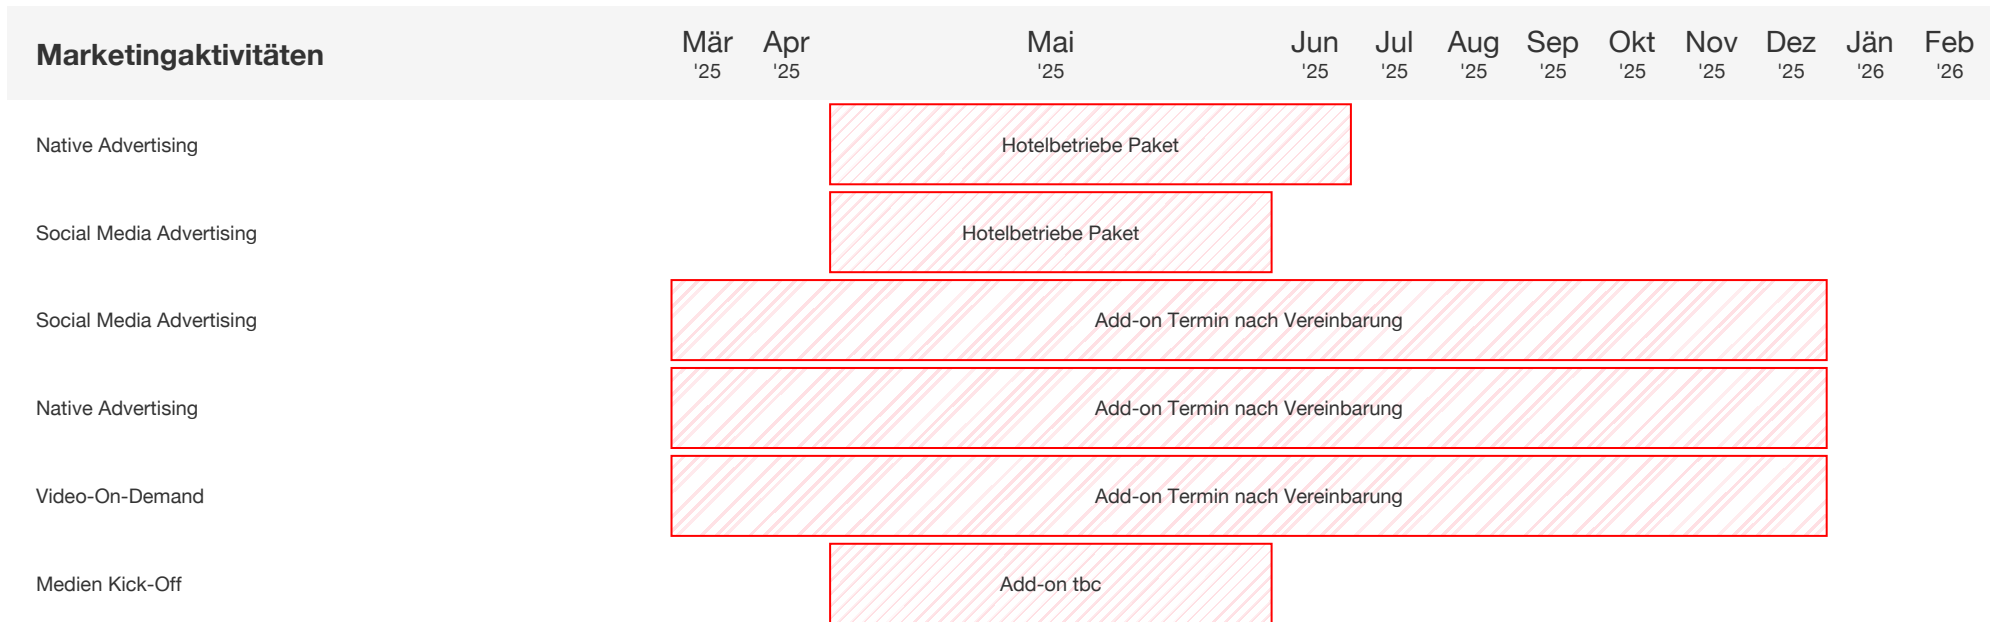 Marketingaktivitäten Mär Apr Mai Jun Jul Aug Sep Okt Nov Dez Jän Feb
'25 '25 '25 '25 '25 '25 '25 '25 '25 '25 '26 '26
Native Advertising Hotelbetriebe Paket
Social Media Advertising Hotelbetriebe Paket
Social Media Advertising Add-on Termin nach Vereinbarung
Native Advertising Add-on Termin nach Vereinbarung
Video-On-Demand Add-on Termin nach Vereinbarung
Medien Kick-Off Add-on tbc